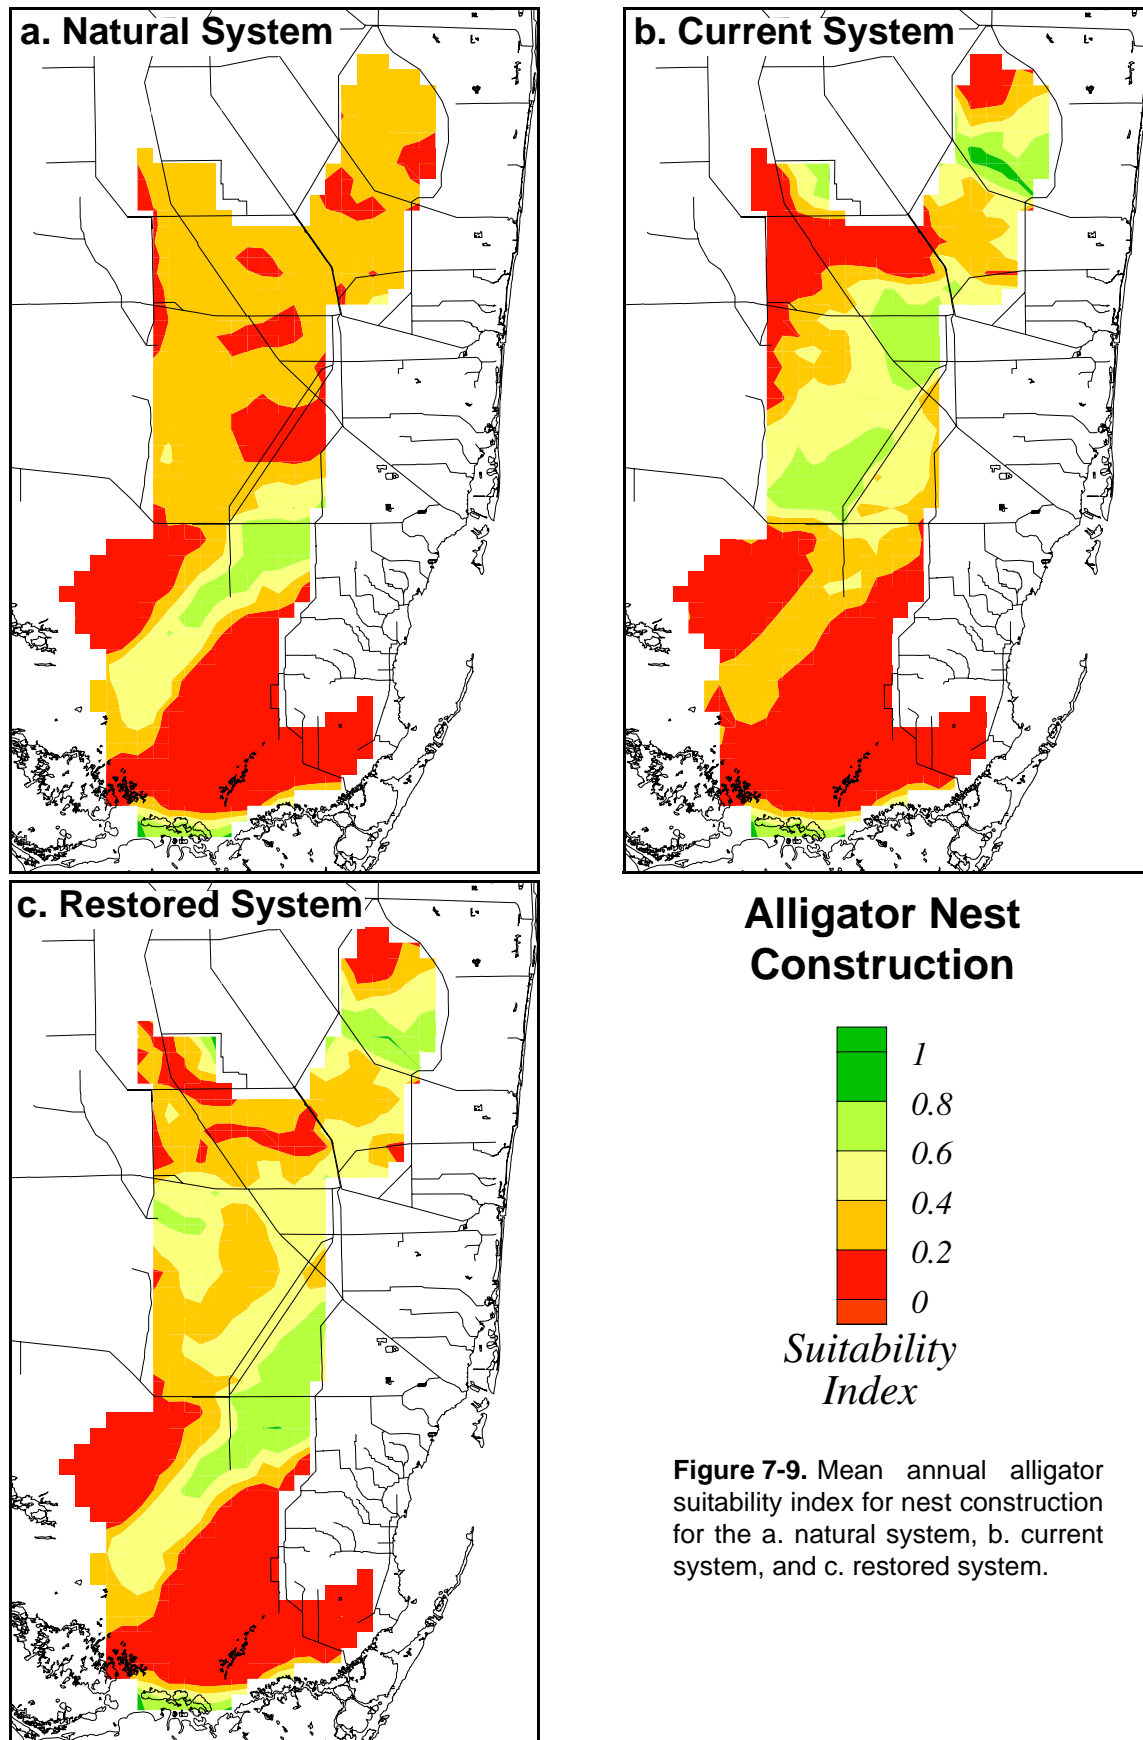 a. Natural System
b. Current System
c. Restored System
Alligator Nest
Construction
1
0.8
0.6
0.4
0.2
0
Suitability
Index
Figure 7-9. Mean annual alligator
suitability index for nest construction
for the a. natural system, b. current
system, and c. restored system.